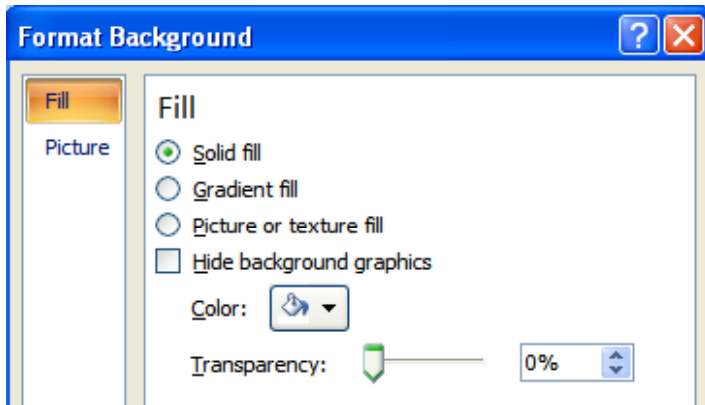 Format Background
?
Fill
Picture
Fill
Solid fill
Gradient fill
Picture or texture fill
Hide background graphics
Color:
Transparency: 0%